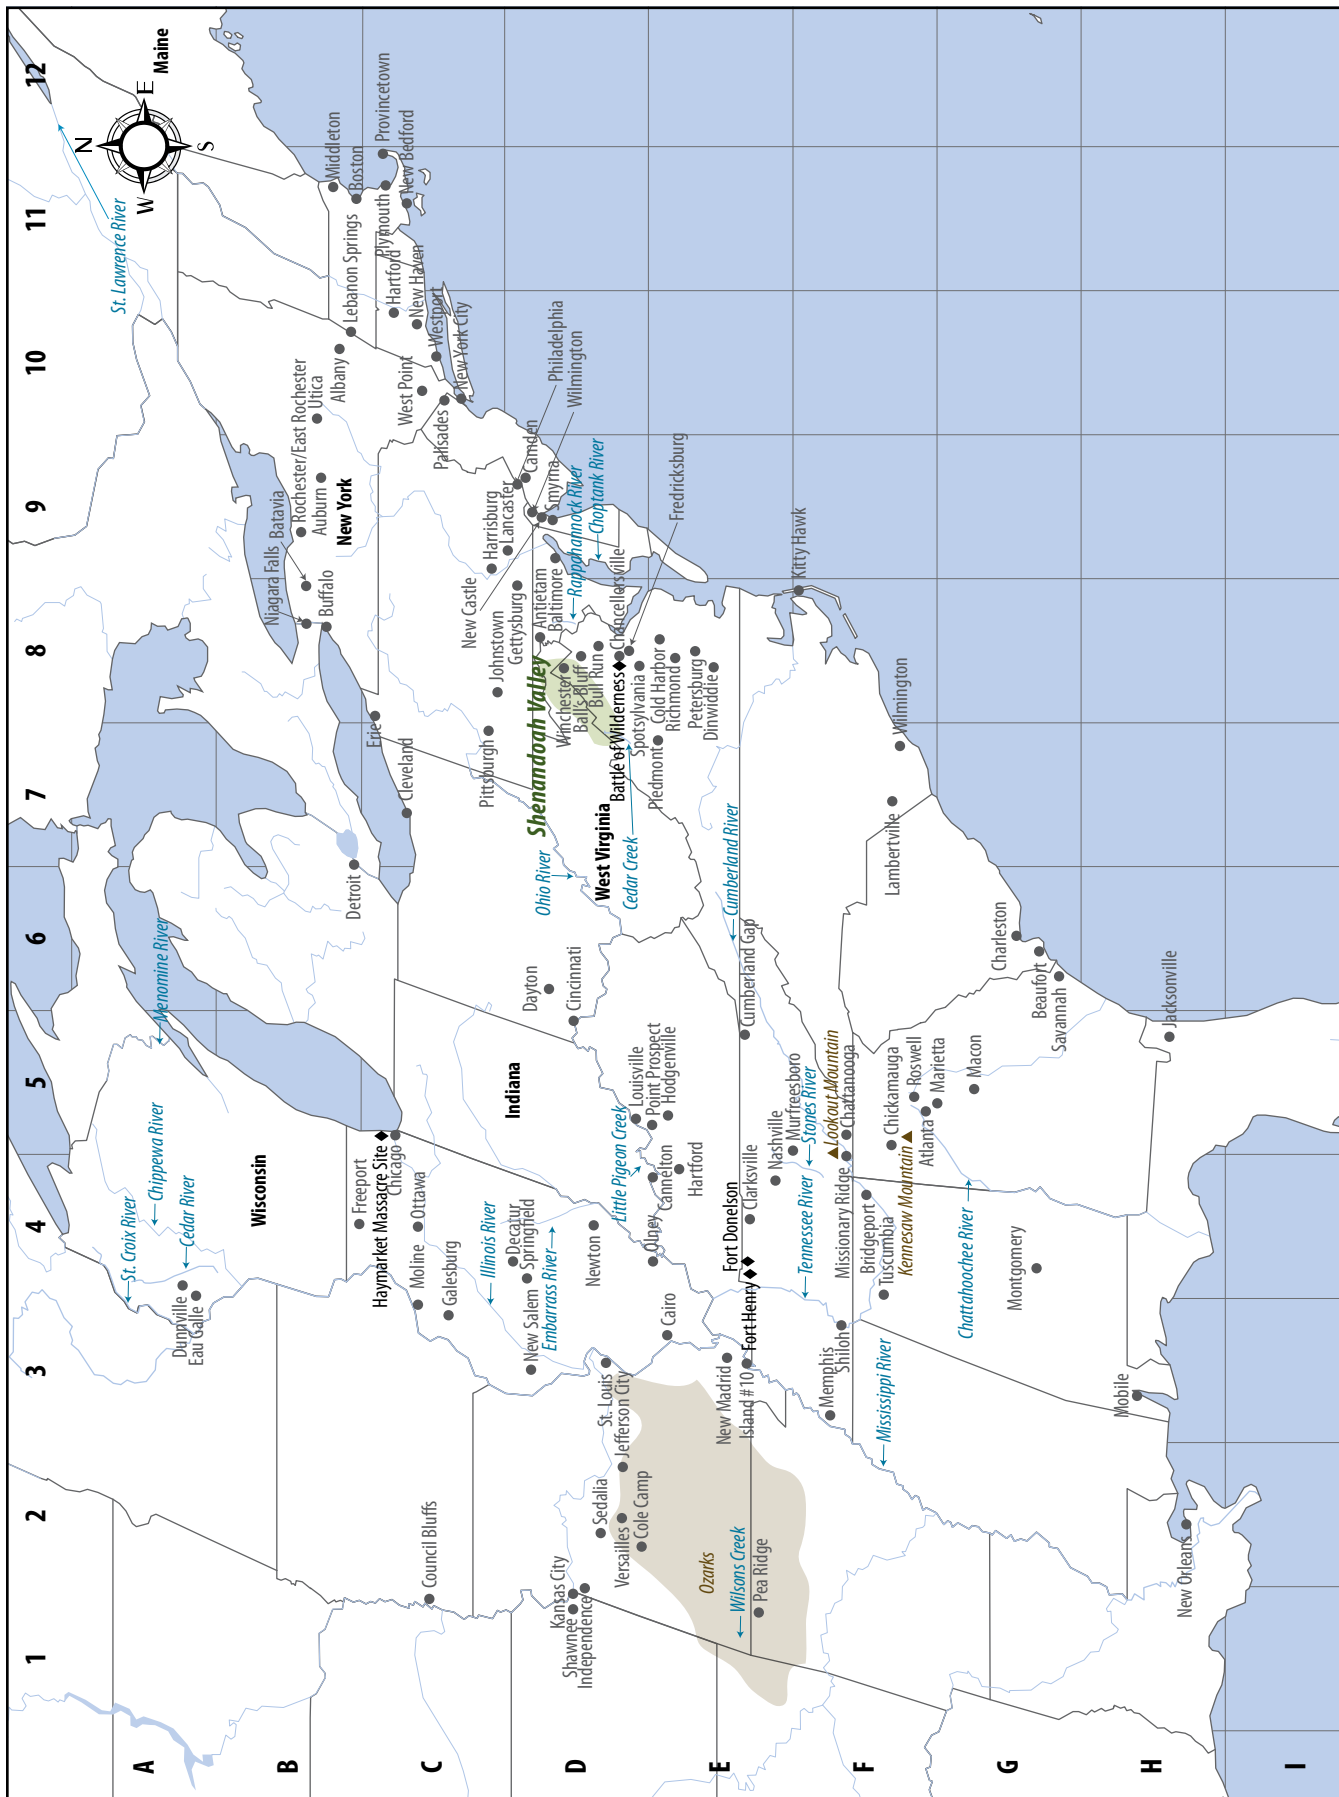 1
2
3
4
5
6
7
8
9
10
11
12
A
B
C
D
E
F
G
H
I
N
E
S
W
Maine
St. Lawrence River
Middleton
Boston
Provincetown
Plymouth
New Bedford
Lebanon Springs
Hartford
New Haven
Westport
New York City
Albany
West Point
Palisades
Utica
Rochester/East Rochester
Auburn
Batavia
Niagara Falls
Buffalo
New York
Philadelphia
Wilmington
Camden
Smyrna
Harrisburg
Lancaster
New Castle
Gettysburg
Johnstown
Antietam
Baltimore
Rappahannock River
Choptank River
Fredricksburg
Chancellorsville
Shenandoah Valley
Winchester
Ball's Bluff
Bull Run
Battle of Wilderness
Spotsylvania
Cold Harbor
Richmond
Petersburg
Dinwiddie
Piedmont
Kitty Hawk
Wilmington
Lambertville
Erie
Cleveland
Pittsburgh
Detroit
Ohio River
West Virginia
Cedar Creek
Cumberland River
Cumberland Gap
Dayton
Cincinnati
Charleston
Beaufort
Savannah
Jacksonville
Menomine River
Chippewa River
St. Croix River
Cedar River
Dunnville
Eau Galle
Wisconsin
Freeport
Haymarket Massacre Site
Chicago
Ottawa
Moline
Galesburg
Indiana
Illinois River
Decatur
Springfield
New Salem
Embarrass River
Newton
Olney
Little Pigeon Creek
Louisville
Point Prospect
Hodgenville
Cannelton
Hartford
Cairo
Fort Donelson
Fort Henry
Clarksville
Nashville
Murfreesboro
Stones River
Tennessee River
Lookout Mountain
Chattanooga
Missionary Ridge
Bridgeport
Tuscumbia
Chickamauga
Kennesaw Mountain
Roswell
Marietta
Atlanta
Macon
Chattahoochee River
Montgomery
Mobile
Memphis
Shiloh
Mississippi River
New Madrid
Island #10
St. Louis
Jefferson City
Sedalia
Versailles
Cole Camp
Kansas City
Shawnee
Independence
Council Bluffs
Ozarks
Wilsons Creek
Pea Ridge
New Orleans